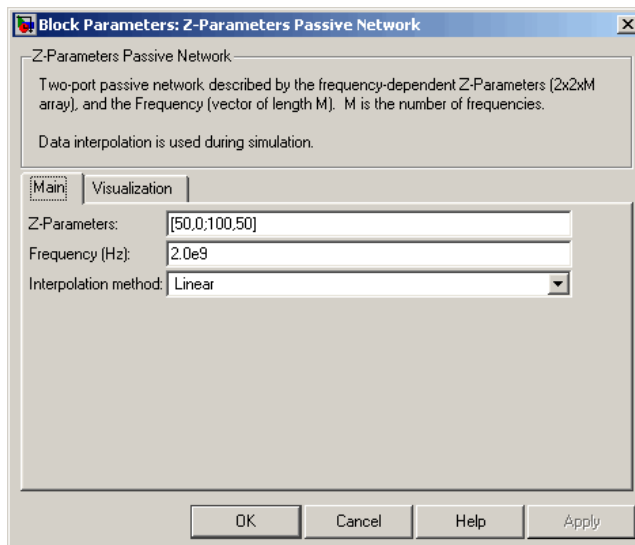 Block Parameters: Z-Parameters Passive Network
Z-Parameters Passive Network
Two-port passive network described by the frequency-dependent Z-Parameters (2x2xM
array), and the Frequency (vector of length M). M is the number of frequencies.
Data interpolation is used during simulation.
Main Visualization
Z-Parameters: [50,0;100,50]
Frequency (Hz): 2.0e9
Interpolation method: Linear
OK Cancel Help Apply